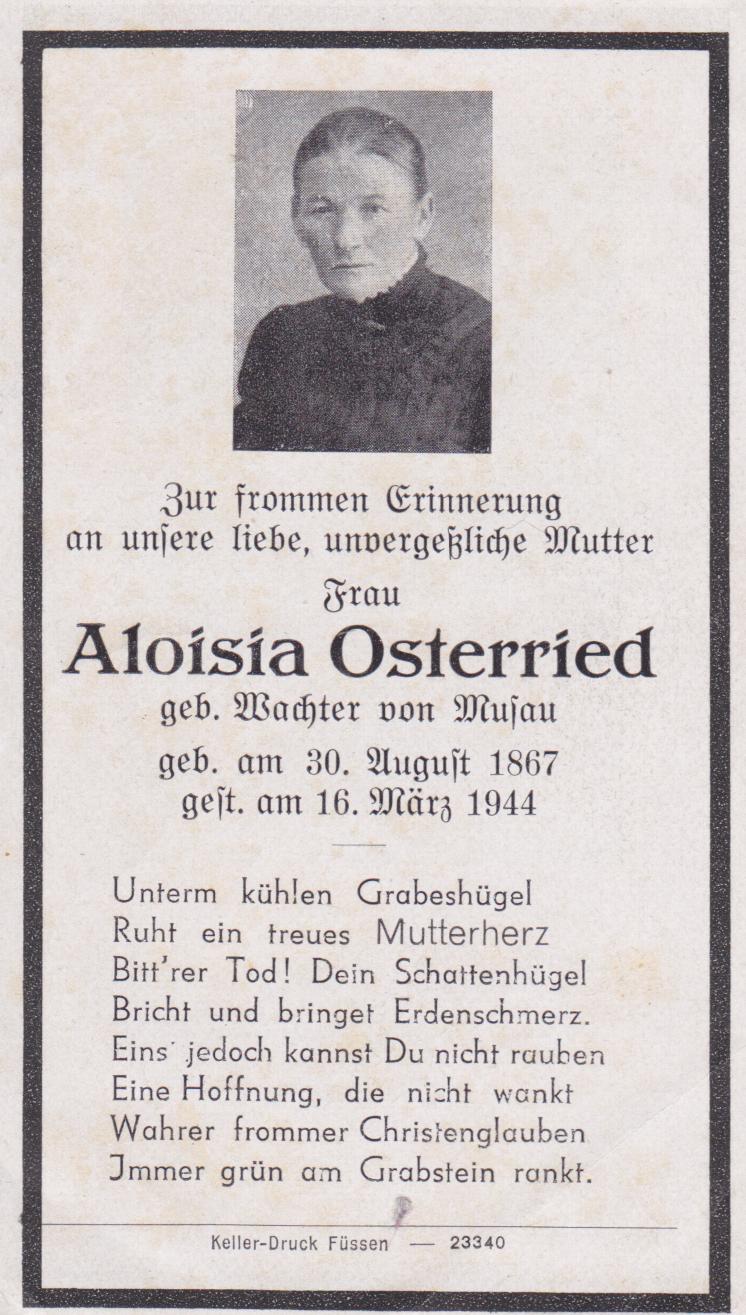 Zur frommen Erinnerung
an unsere liebe, unvergeßliche Mutter
Frau
Aloisia Osterried
geb. Wachter von Musau
geb. am 30. August 1867
gest. am 16. März 1944
Unterm kühlen Grabeshügel
Ruht ein treues Mutterherz
Bitt'rer Tod! Dein Schattenhügel
Bricht und bringet Erdenschmerz.
Eins' jedoch kannst Du nicht rauben
Eine Hoffnung, die nicht wankt
Wahrer frommer Christenglauben
Immer grün am Grabstein rankt.
Keller-Druck Füssen — 23340